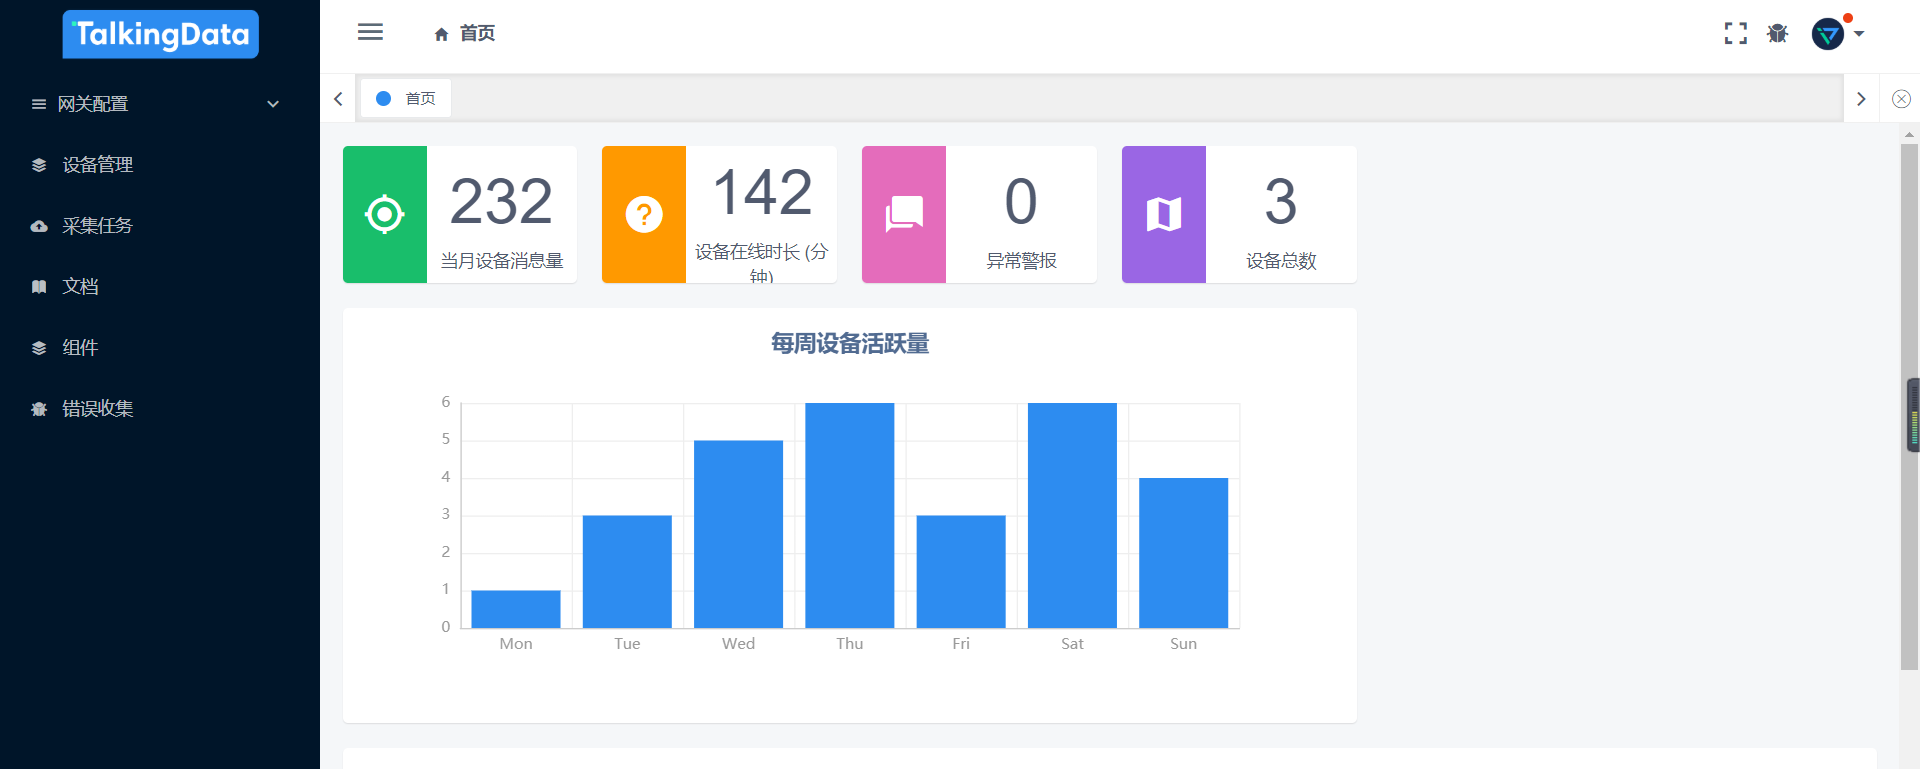 TalkingData
网关配置
设备管理
采集任务
文档
组件
错误收集
首页
首页
232
当月设备消息量
142
设备在线时长 (分
钟)
0
异常警报
3
设备总数
每周设备活跃量
6
5
4
3
2
1
0
Mon Tue Wed Thu Fri Sat Sun